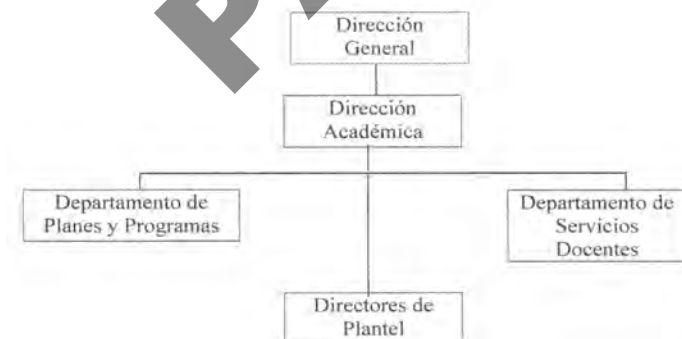 Dirección
General
Dirección
Académica
Departamento de
Planes y Programas
Departamento de
Servicios
Docentes
Directores de
Plantel